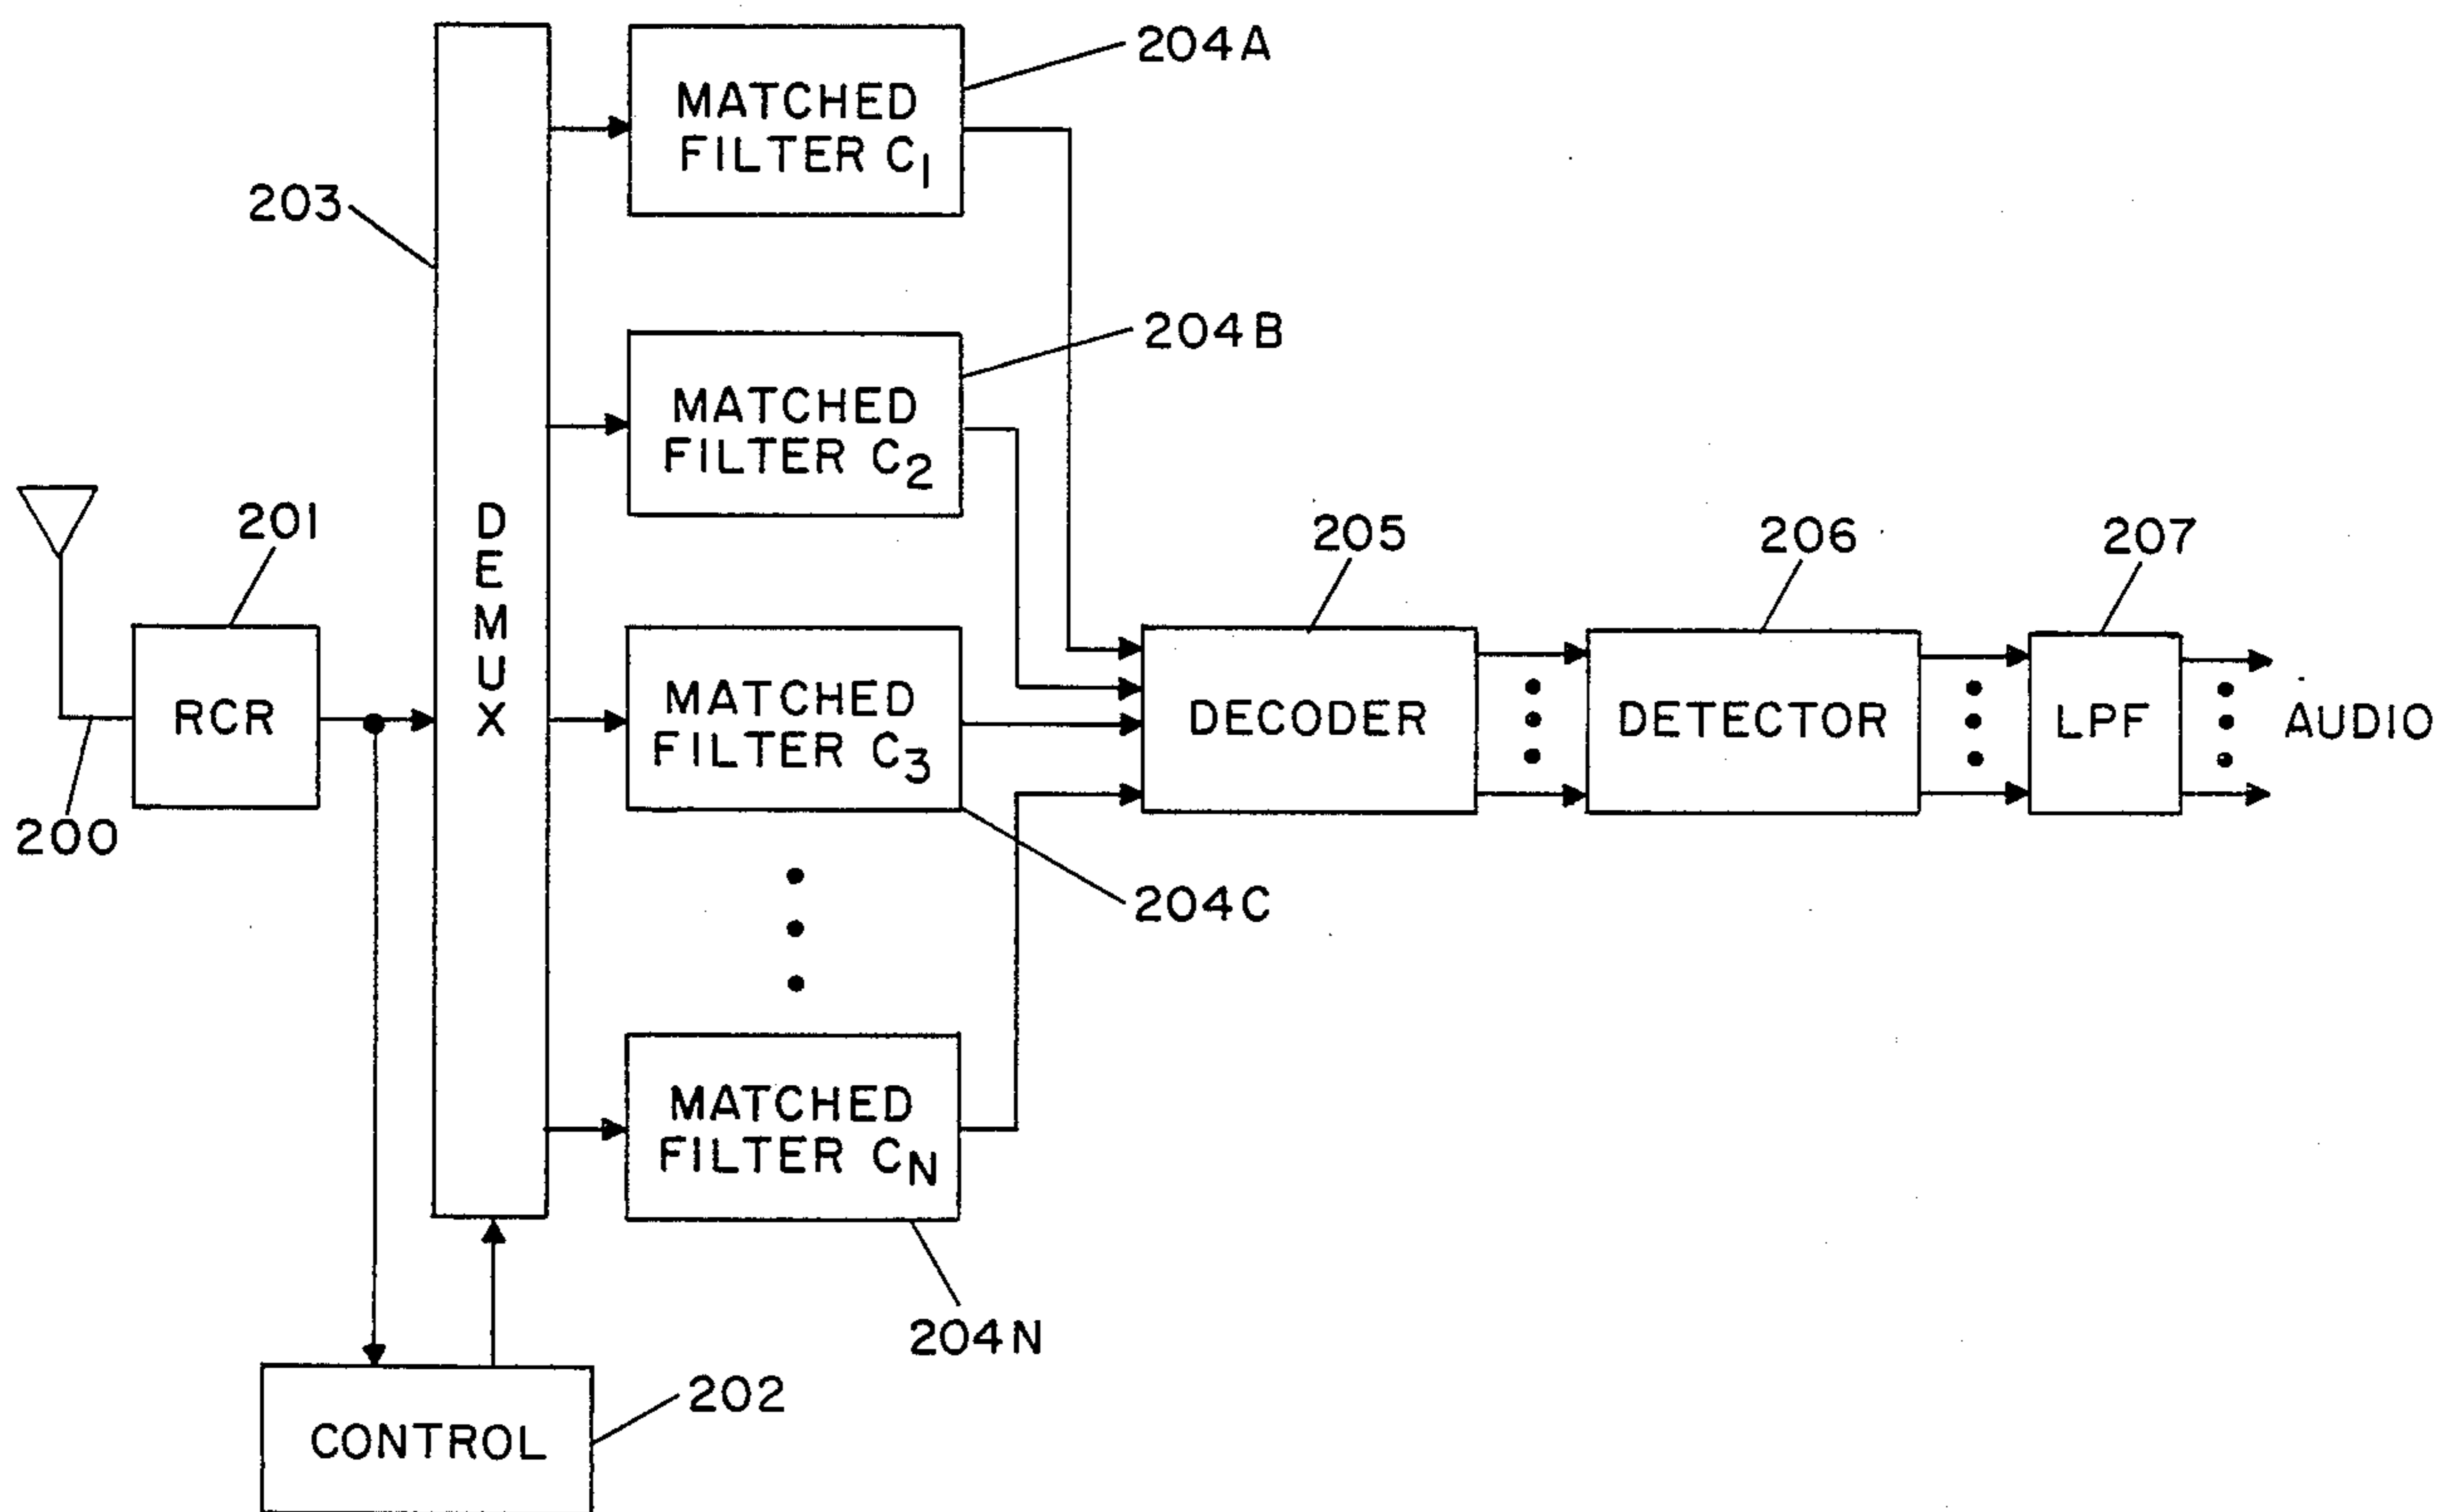 204A
MATCHED
FILTER C1
203
204B
MATCHED
FILTER C2
201
DEMUX
205
206
207
RCR
MATCHED
FILTER C3
DECODER
DETECTOR
LPF
AUDIO
200
204C
MATCHED
FILTER CN
204N
202
CONTROL